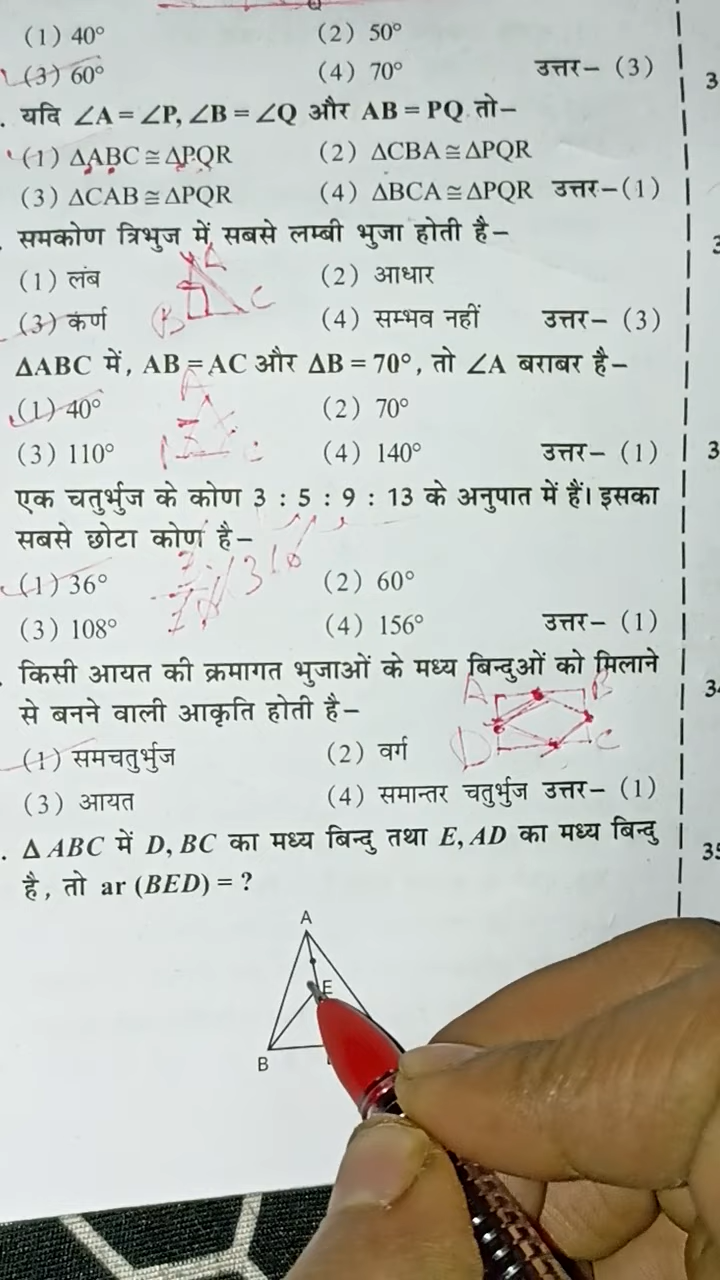 (1) 40° (2) 50°
(3) 60° (4) 70° उत्तर– (3)
. यदि ∠A = ∠P, ∠B = ∠Q और AB = PQ तो–
(1) ΔABC ≅ ΔPQR (2) ΔCBA ≅ ΔPQR
(3) ΔCAB ≅ ΔPQR (4) ΔBCA ≅ ΔPQR उत्तर–(1)
समकोण त्रिभुज में सबसे लम्बी भुजा होती है–
A
(1) लंब (2) आधार
B C
(3) कर्ण (4) सम्भव नहीं उत्तर– (3)
ΔABC में, AB = AC और ΔB = 70°, तो ∠A बराबर है–
A
(1) 40° (2) 70°
(3) 110° (4) 140° उत्तर– (1)
एक चतुर्भुज के कोण 3 : 5 : 9 : 13 के अनुपात में हैं। इसका
सबसे छोटा कोण है–
(1) 36° (2) 60°
(3) 108° (4) 156° उत्तर– (1)
. किसी आयत की क्रमागत भुजाओं के मध्य बिन्दुओं को मिलाने
A B
से बनने वाली आकृति होती है–
D C
(1) समचतुर्भुज (2) वर्ग
(3) आयत (4) समान्तर चतुर्भुज उत्तर– (1)
. Δ ABC में D, BC का मध्य बिन्दु तथा E, AD का मध्य बिन्दु
है, तो ar (BED) = ?
A
E
B
3
3
34
35